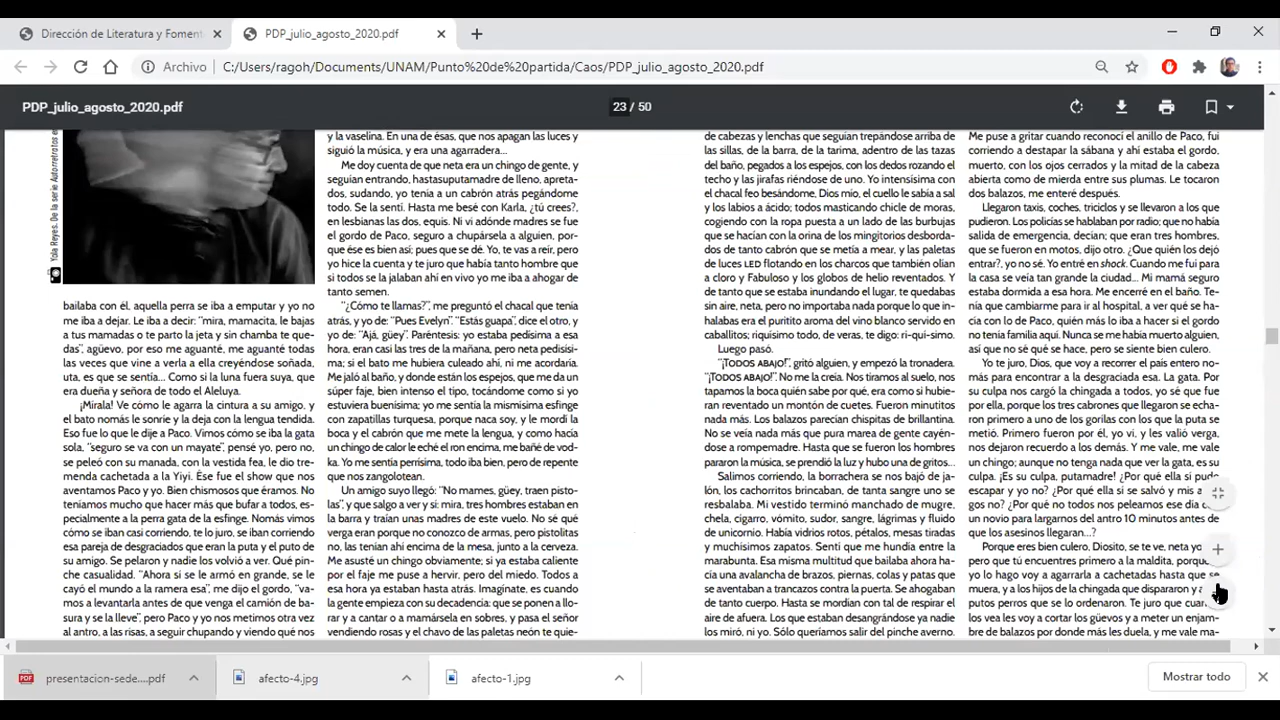 Dirección de Literatura y Foment
PDP_julio_agosto_2020.pdf
Archivo
C:/Users/ragoh/Documents/UNAM/Punto%20de%20partida/Caos/PDP_julio_agosto_2020.pdf
PDP_julio_agosto_2020.pdf
23 / 50
Yola Reyes. De la serie Autorretratos e
bailaba con él, aquella perra se iba a emputar y yo no
me iba a dejar. Le iba a decir: “mira, mamacita, le bajas
a tus mamadas o te parto la jeta y sin chamba te que-
das”, agüevo, por eso me aguanté, me aguanté todas
las veces que vine a verla a ella creyéndose soñada,
uta, es que se sentía... Como si la luna fuera suya, que
era dueña y señora de todo el Aleluya.
¡Mírala! Ve cómo le agarra la cintura a su amigo, y
el bato nomás le sonríe y la deja con la lengua tendida.
Eso fue lo que le dije a Paco. Vimos cómo se iba la gata
sola, “seguro se va con un mayate”, pensé yo, pero no,
se peleó con su manada, con la vestida fea, le dio tre-
menda cachetada a la Yiyi. Ése fue el show que nos
aventamos Paco y yo. Bien chismosos que éramos. No
teníamos mucho que hacer más que bufar a todos, es-
pecialmente a la perra gata de la esfinge. Nomás vimos
cómo se iban casi corriendo, te lo juro, se iban corriendo
esa pareja de desgraciados que eran la puta y el puto de
su amigo. Se pelaron y nadie los volvió a ver. Qué pin-
che casualidad. “Ahora si se le armó en grande, se le
cayó el mundo a la ramera esa”, me dijo el gordo, “va-
mos a levantarla antes de que venga el camión de ba-
sura y se la lleve”, pero Paco y yo nos metimos otra vez
al antro, a las risas, a seguir chupando y viendo qué nos
y la vaselina. En una de ésas, que nos apagan las luces y
siguió la música, y era una agarradera...
Me doy cuenta de que neta era un chingo de gente, y
seguían entrando, hastasuputamadre de lleno, apreta-
dos, sudando, yo tenía a un cabrón atrás pegándome
todo. Se la sentí. Hasta me besé con Karla, ¿tú crees?,
en lesbianas las dos, equis. Ni vi adónde madres se fue
el gordo de Paco, seguro a chupársela a alguien, por-
que ése es bien así; pues que se dé. Yo, te vas a reír, pero
yo hice la cuenta y te juro que había tanto hombre que
si todos se la jalaban ahí en vivo yo me iba a ahogar de
tanto semen.
“¿Cómo te llamas?”, me preguntó el chacal que tenía
atrás, y yo de: “Pues Evelyn”. “Estás guapa”, dice el otro, y
yo de: “Ajá, güey”. Paréntesis: yo estaba pedísima a esa
hora, eran casi las tres de la mañana, pero neta pedísisi-
ma; si el bato me hubiera culeado ahí, ni me acordaría.
Me jaló al baño, y donde están los espejos, que me da un
súper faje, bien intenso el tipo, tocándome como si yo
estuviera buenísima; yo me sentía la mismísima esfinge
con zapatillas turquesa, porque naca soy, y le mordí la
boca y el cabrón que me mete la lengua, y como hacía
un chingo de calor le eché el ron encima, me bañé de vod-
ka. Yo me sentía perrísima, todo iba bien, pero de repente
que nos zangolotean.
Un amigo suyo llegó: “No mames, güey, traen pisto-
las”, y que salgo a ver y sí: mira, tres hombres estaban en
la barra y traían unas madres de este vuelo. No sé qué
verga eran porque no conozco de armas, pero pistolitas
no, las tenían ahí encima de la mesa, junto a la cerveza.
Me asusté un chingo obviamente; si ya estaba caliente
por el faje me puse a hervir, pero del miedo. Todos a
esa hora ya estaban hasta atrás. Imagínate, es cuando
la gente empieza con su decadencia: que se ponen a llo-
rar y a cantar o a mamársela en sobres, y pasa el señor
vendiendo rosas y el chavo de las paletas neón te quie-
de cabezas y lenchas que seguían trepándose arriba de
las sillas, de la barra, de la tarima, adentro de las tazas
del baño, pegados a los espejos, con los dedos rozando el
techo y las jirafas riéndose de uno. Yo intensísima con
el chacal feo besándome, Dios mío, el cuello le sabía a sal
y los labios a ácido; todos masticando chicle de moras,
cogiendo con la ropa puesta a un lado de las burbujas
que se hacían con la orina de los mingitorios desborda-
dos de tanto cabrón que se metía a mear, y las paletas
de luces LED flotando en los charcos que también olían
a cloro y Fabuloso y los globos de helio reventados. Y
de tanto que se estaba inundando el lugar, te quedabas
sin aire, neta, pero no importaba nada porque lo que in-
halabas era el puritito aroma del vino blanco servido en
caballitos; riquísimo todo, de veras, te digo: ri-quí-simo.
Luego pasó.
“¡TODOS ABAJO!”, gritó alguien, y empezó la tronadera.
“¡TODOS ABAJO!”. No me la creía. Nos tiramos al suelo, nos
tapamos la boca quién sabe por qué, era como si hubie-
ran reventado un montón de cuetes. Fueron minutitos
nada más. Los balazos parecían chispitas de brillantina.
No se veía nada más que pura marea de gente cayén-
dose a rompemadre. Hasta que se fueron los hombres
pararon la música, se prendió la luz y hubo una de gritos...
Salimos corriendo, la borrachera se nos bajó de ja-
lón, los cachorritos brincaban, de tanta sangre uno se
resbalaba. Mi vestido terminó manchado de mugre,
chela, cigarro, vómito, sudor, sangre, lágrimas y fluido
de unicornio. Había vidrios rotos, pétalos, mesas tiradas
y muchísimos zapatos. Sentí que me hundía entre la
marabunta. Esa misma multitud que bailaba ahora ha-
cía una avalancha de brazos, piernas, colas y patas que
se aventaban a trancazos contra la puerta. Se ahogaban
de tanto cuerpo. Hasta se mordían con tal de respirar el
aire de afuera. Los que estaban desangrándose ya nadie
los miró, ni yo. Sólo queríamos salir del pinche averno.
Me puse a gritar cuando reconocí el anillo de Paco, fui
corriendo a destapar la sábana y ahí estaba el gordo,
muerto, con los ojos cerrados y la mitad de la cabeza
abierta como de mierda entre sus plumas. Le tocaron
dos balazos, me enteré después.
Llegaron taxis, coches, triciclos y se llevaron a los que
pudieron. Los policías se hablaban por radio; que no había
salida de emergencia, decían; que eran tres hombres,
que se fueron en motos, dijo otro. ¿Que quién los dejó
entrar?, yo no sé. Yo entré en shock. Cuando me fui para
la casa se veía tan grande la ciudad... Mi mamá seguro
estaba dormida a esa hora. Me encerré en el baño. Te-
nía que cambiarme para ir al hospital, a ver qué se ha-
cía con lo de Paco, quién más lo iba a hacer si el gordo
no tenía familia aquí. Nunca se me había muerto alguien,
así que no sé qué se hace, pero se siente bien culero.
Yo te juro, Dios, que voy a recorrer el país entero no-
más para encontrar a la desgraciada esa. La gata. Por
su culpa nos cargó la chingada a todos, yo sé que fue
por ella, porque los tres cabrones que llegaron se echa-
ron primero a uno de los gorilas con los que la puta se
metió. Primero fueron por él, yo vi, y les valió verga,
nos dejaron recuerdo a los demás. Y me vale, me vale
un chingo; aunque no tenga nada que ver la gata, es su
culpa. ¡Es su culpa, putamadre! ¿Por qué ella si pudo
escapar y yo no? ¿Por qué ella si se salvó y mis a
gos no? ¿Por qué no todos nos peleamos ese día c
un novio para largarnos del antro 10 minutos antes de
que los asesinos llegaran...?
Porque eres bien culero, Diosito, se te ve, neta yo
pero que tú encuentres primero a la maldita, porque
yo lo hago voy a agarrarla a cachetadas hasta que se
muera, y a los hijos de la chingada que dispararon y a
putos perros que se lo ordenaron. Te juro que cua
los vea les voy a cortar los güevos y a meter un enjam-
bre de balazos por donde más les duela, y me vale ma-
presentacion-sede....pdf
afecto-4.jpg
afecto-1.jpg
Mostrar todo